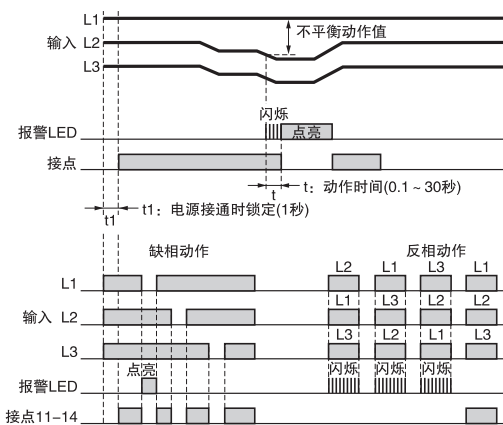 L1
不平衡动作值
输入 L2
L3
闪烁
报警LED
点亮
接点
t
t：动作时间(0.1～30秒)
t1
t1：电源接通时锁定(1秒)
缺相动作
反相动作
L2 L1 L3 L1
L1
L1 L3 L2 L2
输入 L2
L3 L2 L1 L3
L3
点亮
闪烁 闪烁 闪烁
报警LED
接点11-14